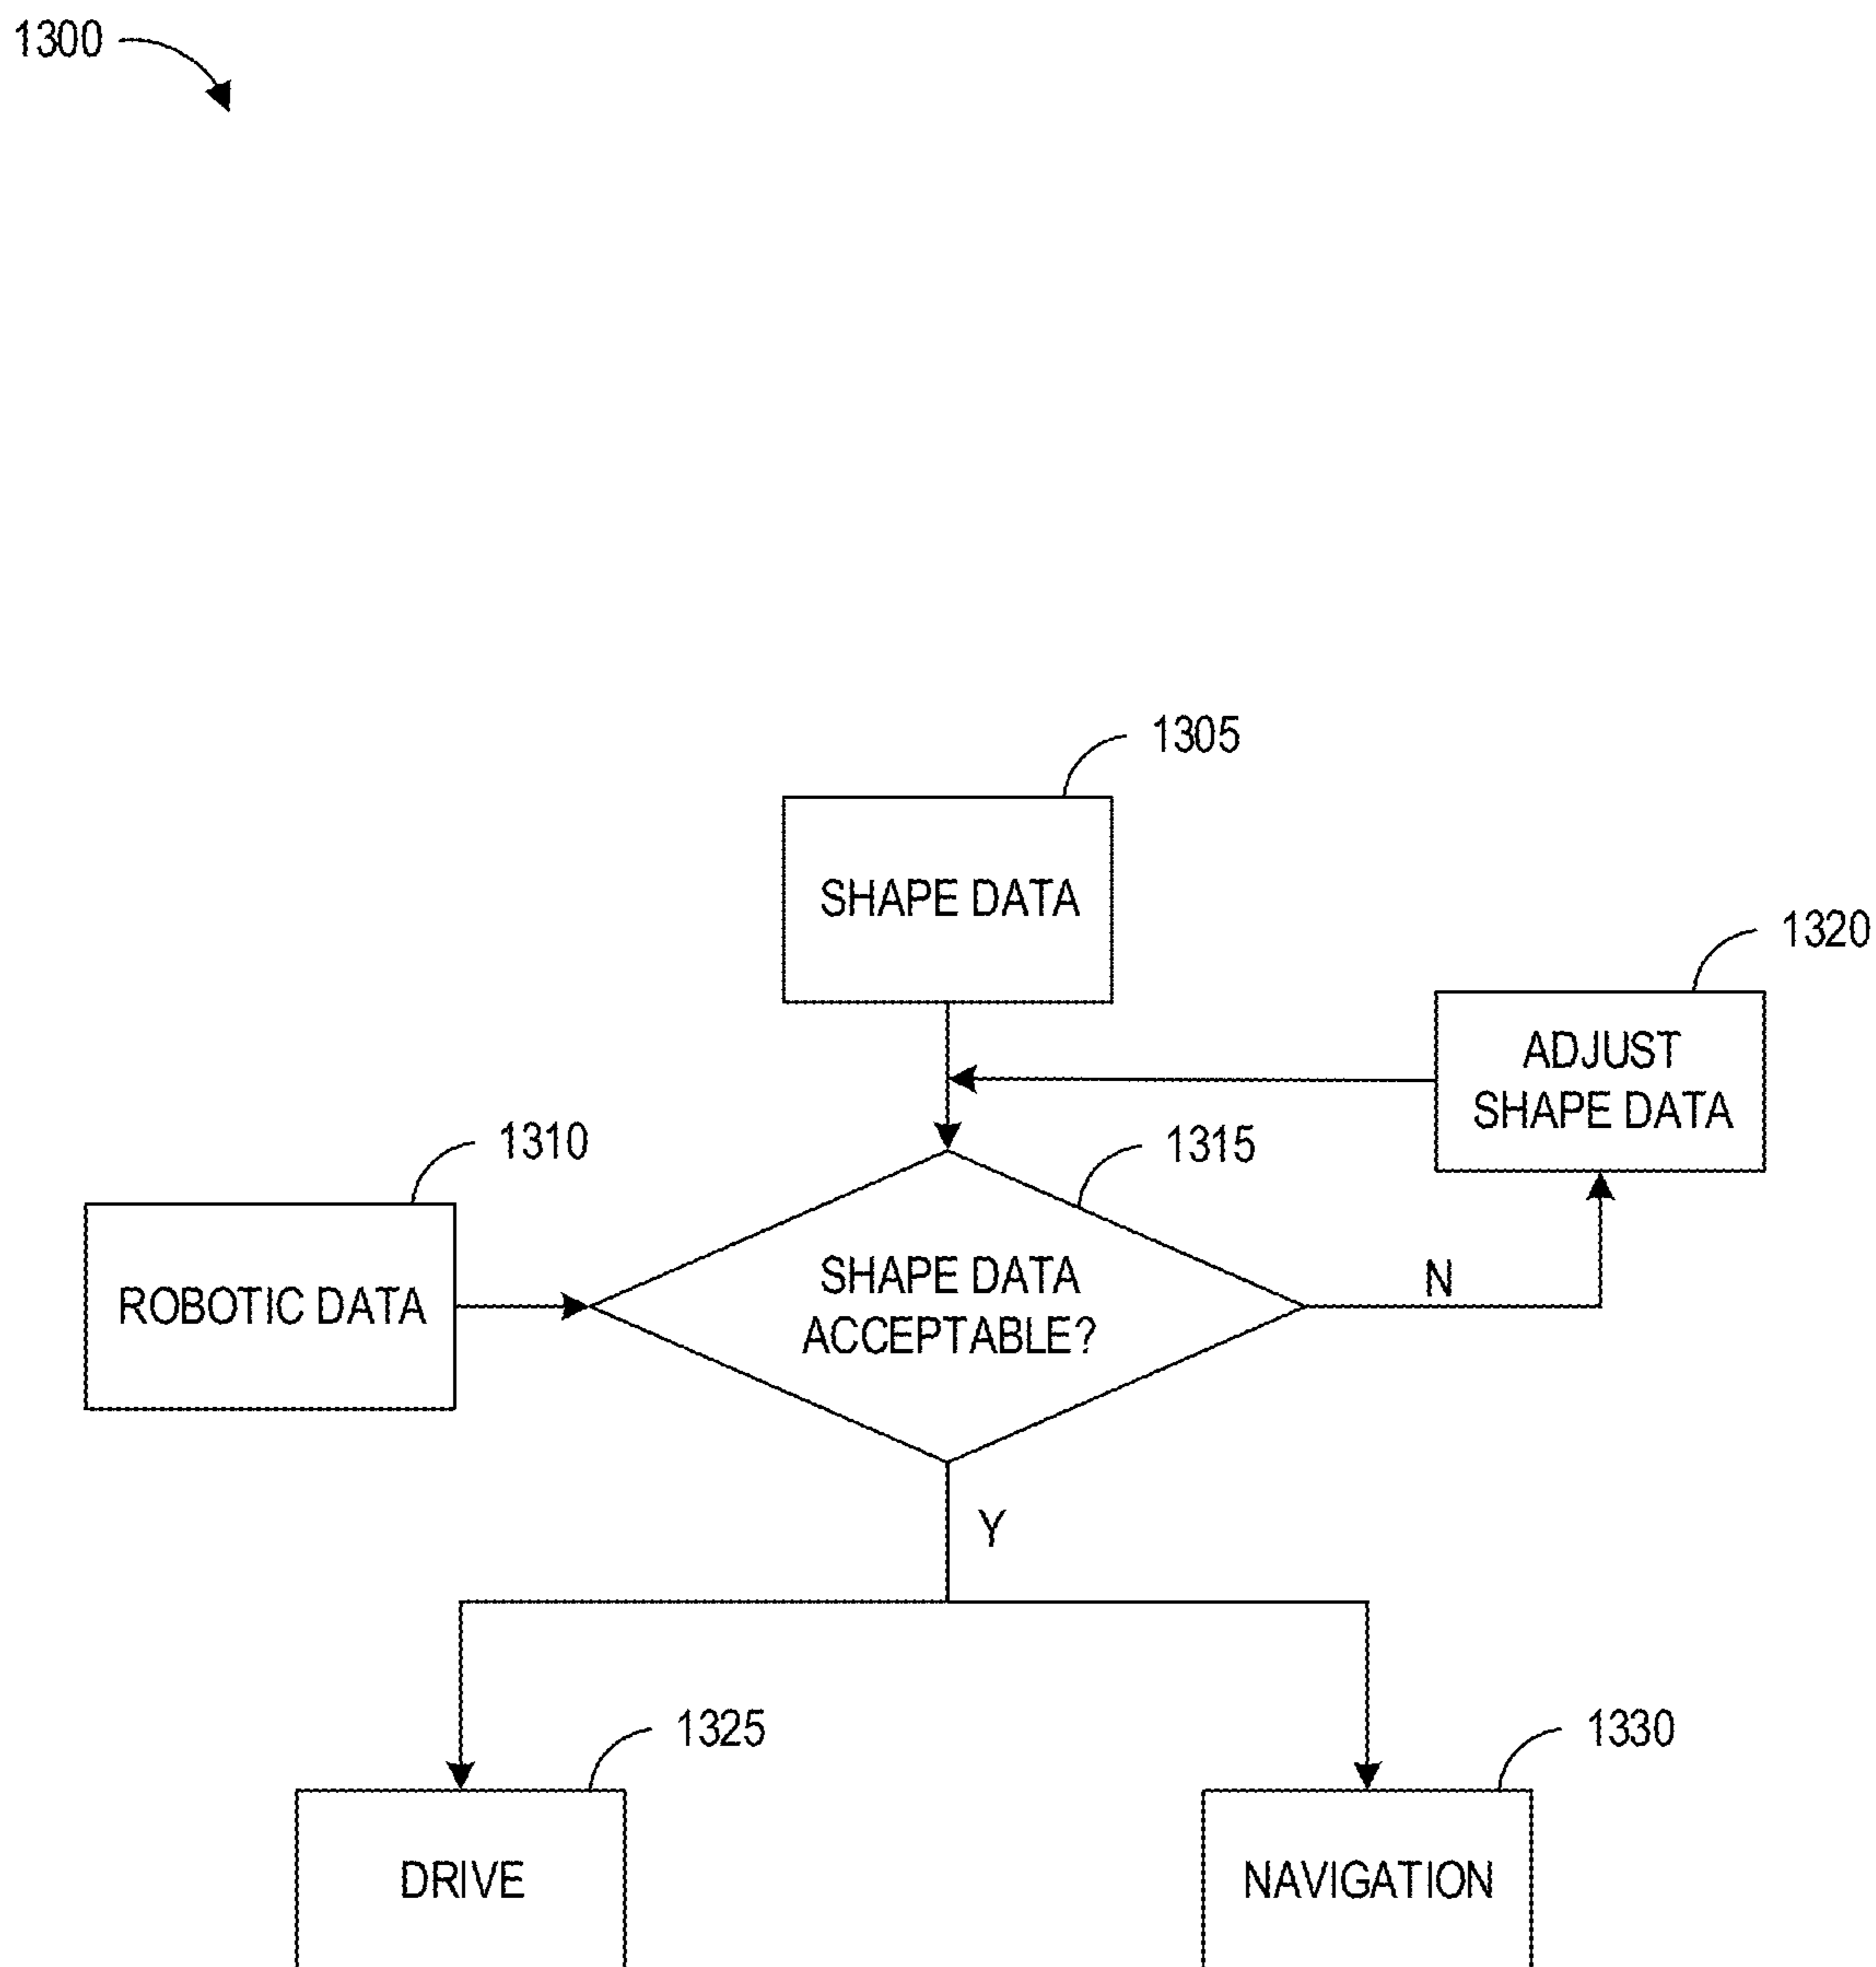 1300
1305
SHAPE DATA
1320
ADJUST
SHAPE DATA
1310
1315
ROBOTIC DATA
SHAPE DATA
ACCEPTABLE?
N
Y
1325
1330
DRIVE
NAVIGATION